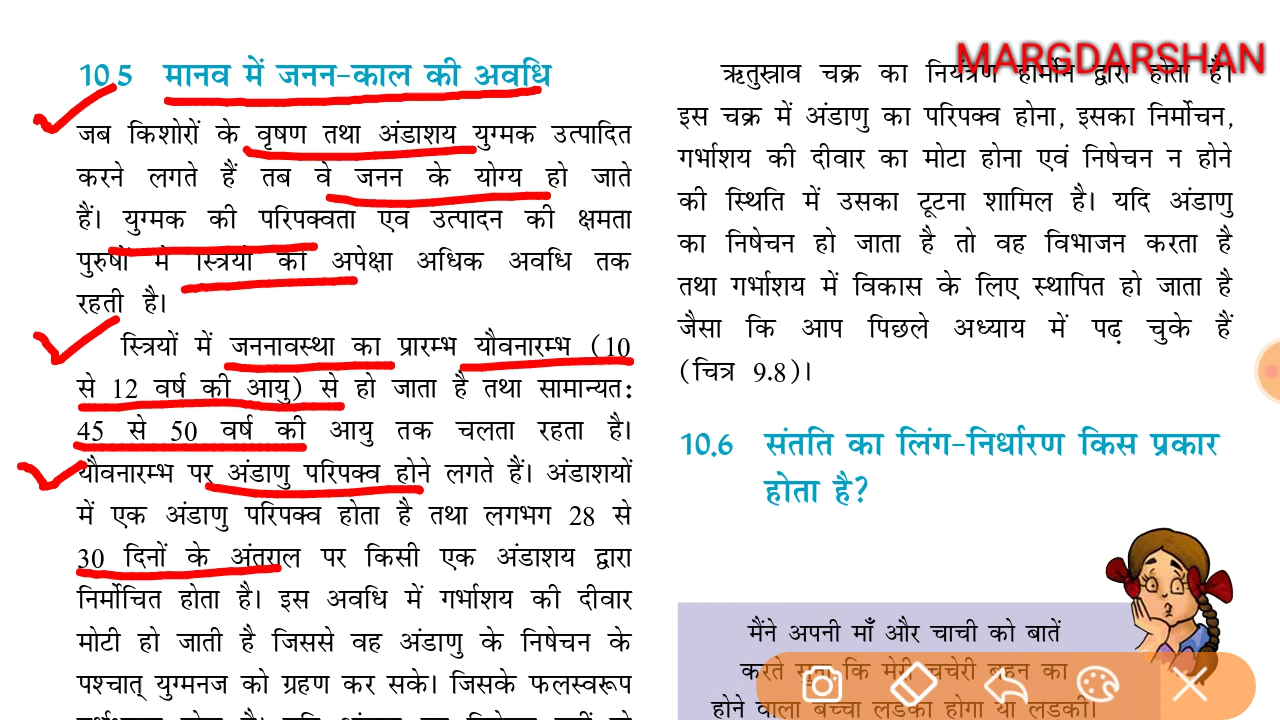 MARGDARSHAN
10.5 मानव में जनन-काल की अवधि
जब किशोरों के वृषण तथा अंडाशय युग्मक उत्पादित
करने लगते हैं तब वे जनन के योग्य हो जाते
हैं। युग्मक की परिपक्वता एवं उत्पादन की क्षमता
पुरुषों में स्त्रियों की अपेक्षा अधिक अवधि तक
रहती है।
स्त्रियों में जननावस्था का प्रारम्भ यौवनारम्भ (10
से 12 वर्ष की आयु) से हो जाता है तथा सामान्यत:
45 से 50 वर्ष की आयु तक चलता रहता है।
यौवनारम्भ पर अंडाणु परिपक्व होने लगते हैं। अंडाशयों
में एक अंडाणु परिपक्व होता है तथा लगभग 28 से
30 दिनों के अंतराल पर किसी एक अंडाशय द्वारा
निर्मोचित होता है। इस अवधि में गर्भाशय की दीवार
मोटी हो जाती है जिससे वह अंडाणु के निषेचन के
पश्चात् युग्मनज को ग्रहण कर सके। जिसके फलस्वरूप
ऋतुस्राव चक्र का नियंत्रण हार्मोन द्वारा होता है।
इस चक्र में अंडाणु का परिपक्व होना, इसका निर्मोचन,
गर्भाशय की दीवार का मोटा होना एवं निषेचन न होने
की स्थिति में उसका टूटना शामिल है। यदि अंडाणु
का निषेचन हो जाता है तो वह विभाजन करता है
तथा गर्भाशय में विकास के लिए स्थापित हो जाता है
जैसा कि आप पिछले अध्याय में पढ़ चुके हैं
(चित्र 9.8)।
10.6 संतति का लिंग-निर्धारण किस प्रकार
होता है?
मैंने अपनी माँ और चाची को बातें
करते सुना कि मेरी चचेरी बहन का
होने वाला बच्चा लड़का होगा या लड़की।